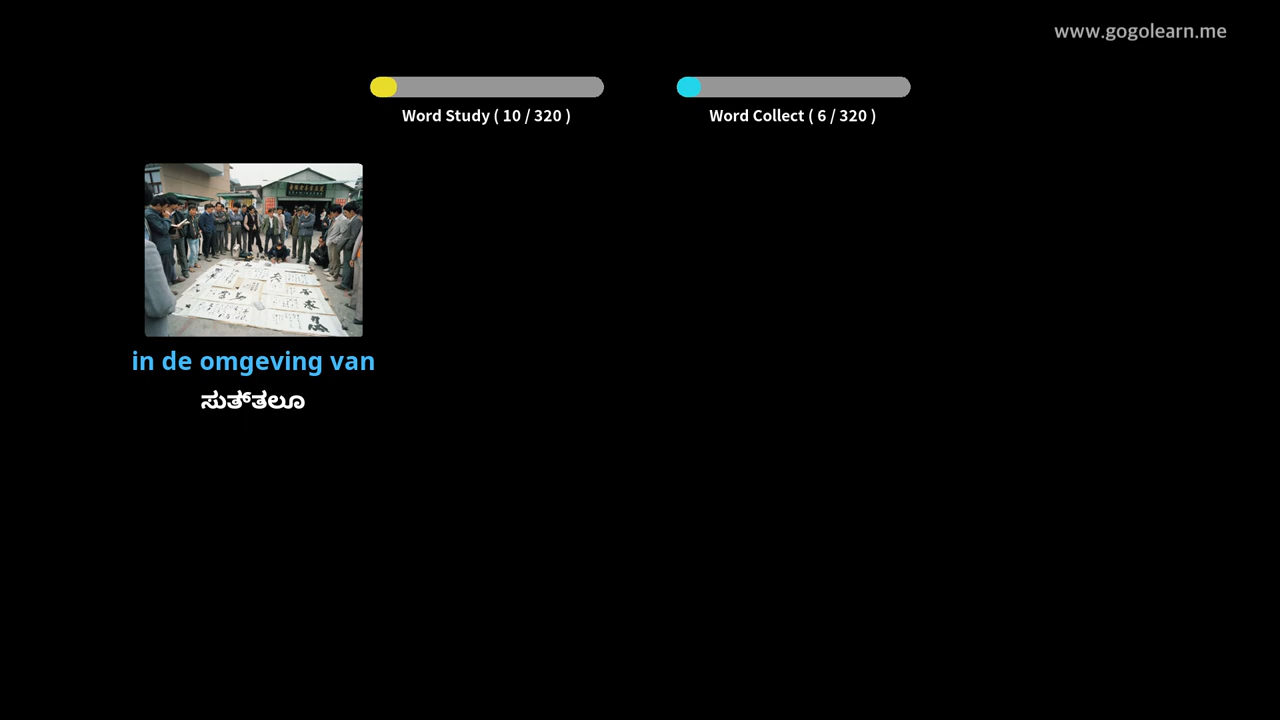 www.gogolearn.me
Word Study ( 10 / 320 )
Word Collect ( 6 / 320 )
in de omgeving van
ಸುತ್ತಲೂ